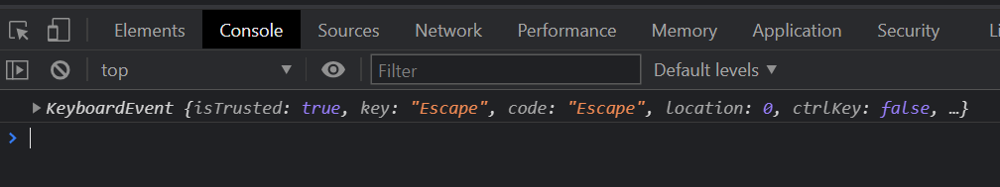 Elements Console Sources Network Performance Memory Application Security Li
top ▼ Filter Default levels ▼
▶ KeyboardEvent {isTrusted: true, key: "Escape", code: "Escape", location: 0, ctrlKey: false, …}
>